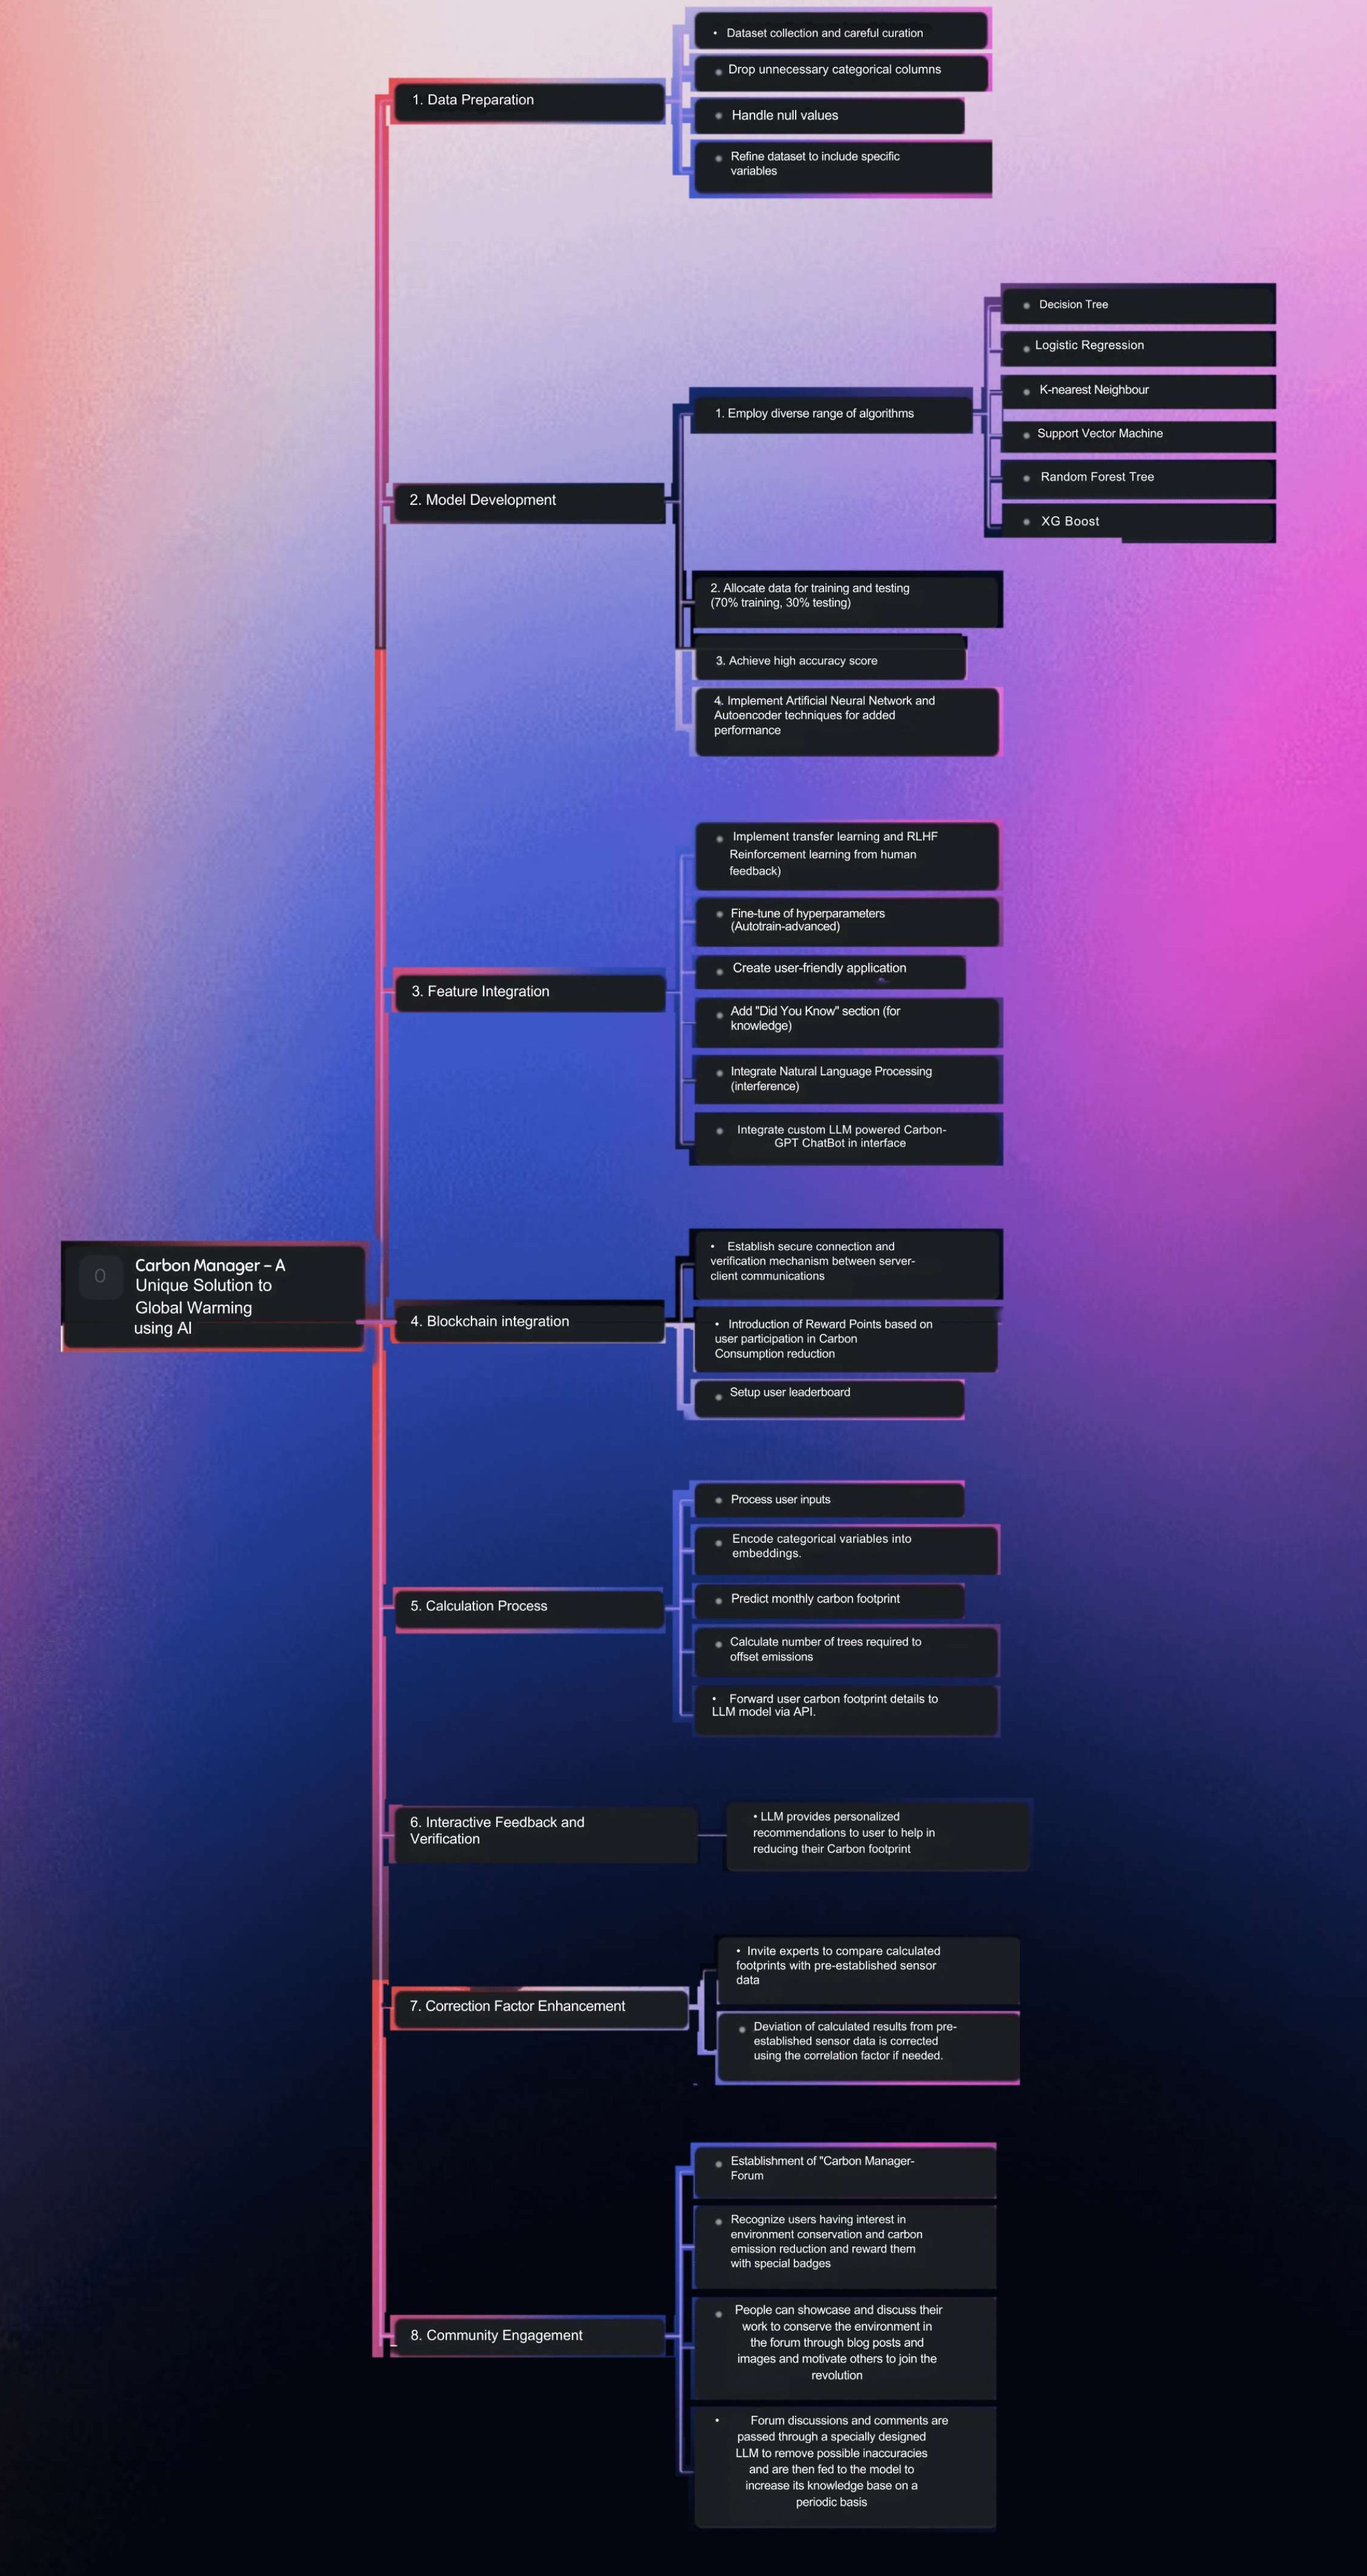 • Dataset collection and careful curation
Drop unnecessary categorical columns
1. Data Preparation
Handle null values
Refine dataset to include specific
variables
Decision Tree
Logistic Regression
K-nearest Neighbour
1. Employ diverse range of algorithms
Support Vector Machine
Random Forest Tree
2. Model Development
XG Boost
2. Allocate data for training and testing
(70% training, 30% testing)
3. Achieve high accuracy score
4. Implement Artificial Neural Network and
Autoencoder techniques for added
performance
Implement transfer learning and RLHF
Reinforcement learning from human
feedback)
Fine-tune of hyperparameters
(Autotrain-advanced)
Create user-friendly application
3. Feature Integration
Add "Did You Know" section (for
knowledge)
Integrate Natural Language Processing
(interference)
Integrate custom LLM powered Carbon-
GPT ChatBot in interface
0
Carbon Manager – A
Unique Solution to
Global Warming
using AI
4. Blockchain integration
• Establish secure connection and
verification mechanism between server-
client communications
• Introduction of Reward Points based on
user participation in Carbon
Consumption reduction
Setup user leaderboard
Process user inputs
Encode categorical variables into
embeddings.
5. Calculation Process
Predict monthly carbon footprint
Calculate number of trees required to
offset emissions
• Forward user carbon footprint details to
LLM model via API.
6. Interactive Feedback and
Verification
• LLM provides personalized
recommendations to user to help in
reducing their Carbon footprint
• Invite experts to compare calculated
footprints with pre-established sensor
data
7. Correction Factor Enhancement
Deviation of calculated results from pre-
established sensor data is corrected
using the correlation factor if needed.
Establishment of "Carbon Manager-
Forum
Recognize users having interest in
environment conservation and carbon
emission reduction and reward them
with special badges
8. Community Engagement
People can showcase and discuss their
work to conserve the environment in
the forum through blog posts and
images and motivate others to join the
revolution
• Forum discussions and comments are
passed through a specially designed
LLM to remove possible inaccuracies
and are then fed to the model to
increase its knowledge base on a
periodic basis